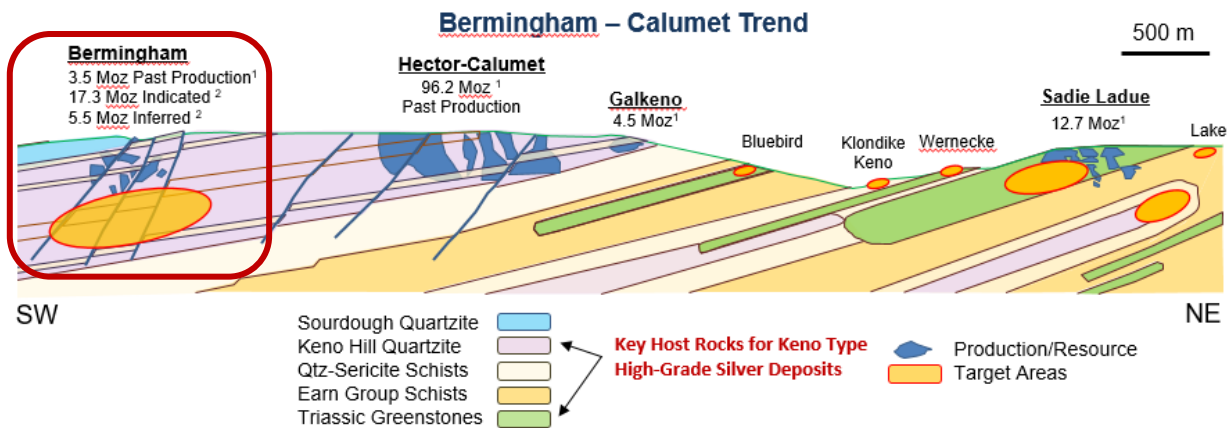 Bermingham – Calumet Trend
500 m
Bermingham
3.5 Moz Past Production1
17.3 Moz Indicated 2
5.5 Moz Inferred 2
Hector-Calumet
96.2 Moz 1
Past Production
Galkeno
4.5 Moz1
Bluebird
Klondike
Keno
Wernecke
Sadie Ladue
12.7 Moz1
Lake
SW
NE
Sourdough Quartzite
Keno Hill Quartzite
Qtz-Sericite Schists
Earn Group Schists
Triassic Greenstones
Key Host Rocks for Keno Type
High-Grade Silver Deposits
Production/Resource
Target Areas